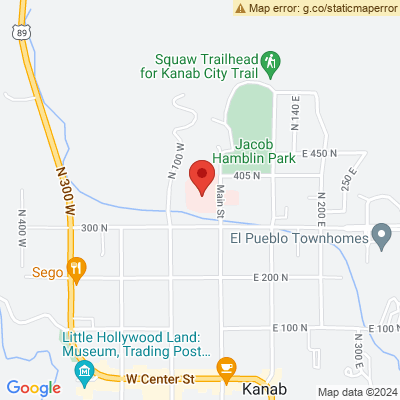 Map error: g.co/staticmaperror
89
Squaw Trailhead
for Kanab City Trail
N 140 E
Jacob
Hamblin Park
E 450 N
N 100 W
405 N
250 E
N 300 W
N 400 W
Main St
N 200 E
300 N
El Pueblo Townhomes
Sego
E 200 N
E 100 N
E 100 N
N 300 E
Little Hollywood Land:
Museum, Trading Post...
W Center St
Kanab
Google
Map data ©2024